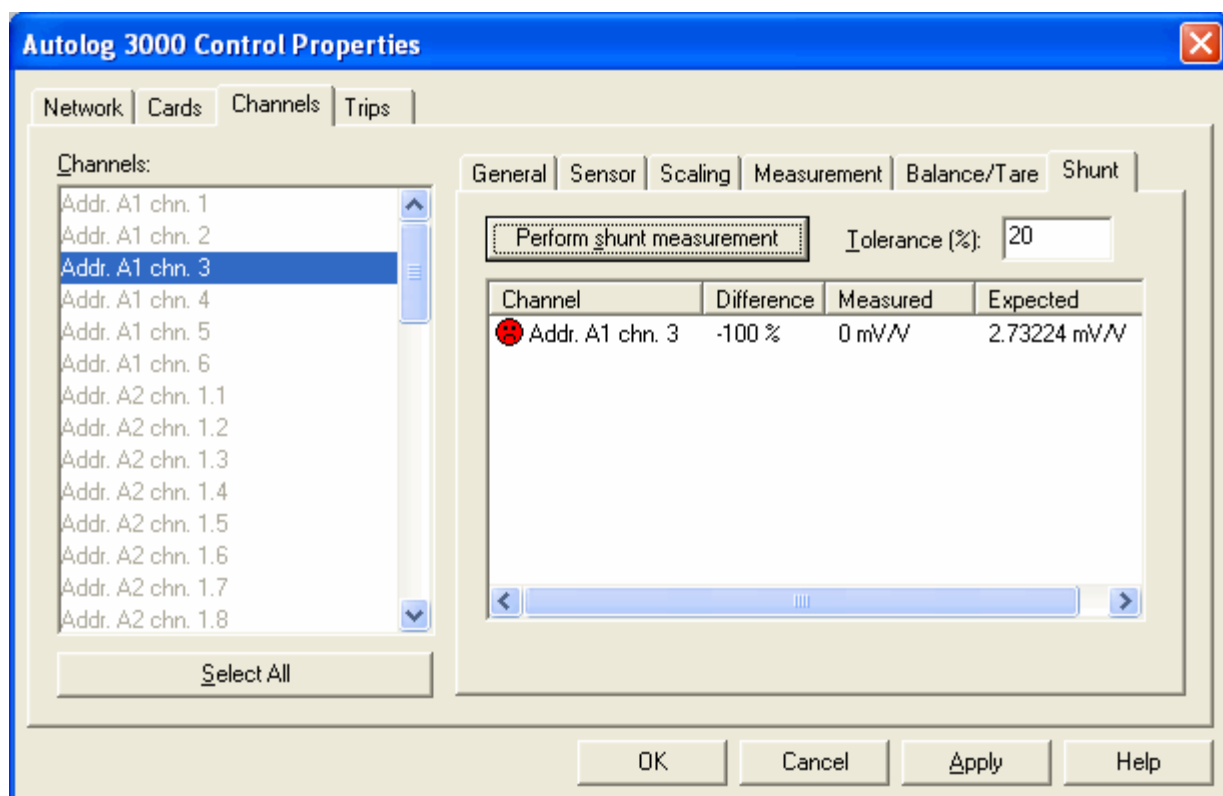 Autolog 3000 Control Properties
Network Cards Channels Trips
Channels:
Addr. A1 chn. 1
Addr. A1 chn. 2
Addr. A1 chn. 3
Addr. A1 chn. 4
Addr. A1 chn. 5
Addr. A1 chn. 6
Addr. A2 chn. 1.1
Addr. A2 chn. 1.2
Addr. A2 chn. 1.3
Addr. A2 chn. 1.4
Addr. A2 chn. 1.5
Addr. A2 chn. 1.6
Addr. A2 chn. 1.7
Addr. A2 chn. 1.8
Select All
General Sensor Scaling Measurement Balance/Tare Shunt
Perform shunt measurement Tolerance (%): 20
Channel Difference Measured Expected
Addr. A1 chn. 3 -100 % 0 mV/V 2.73224 mV/V
OK Cancel Apply Help